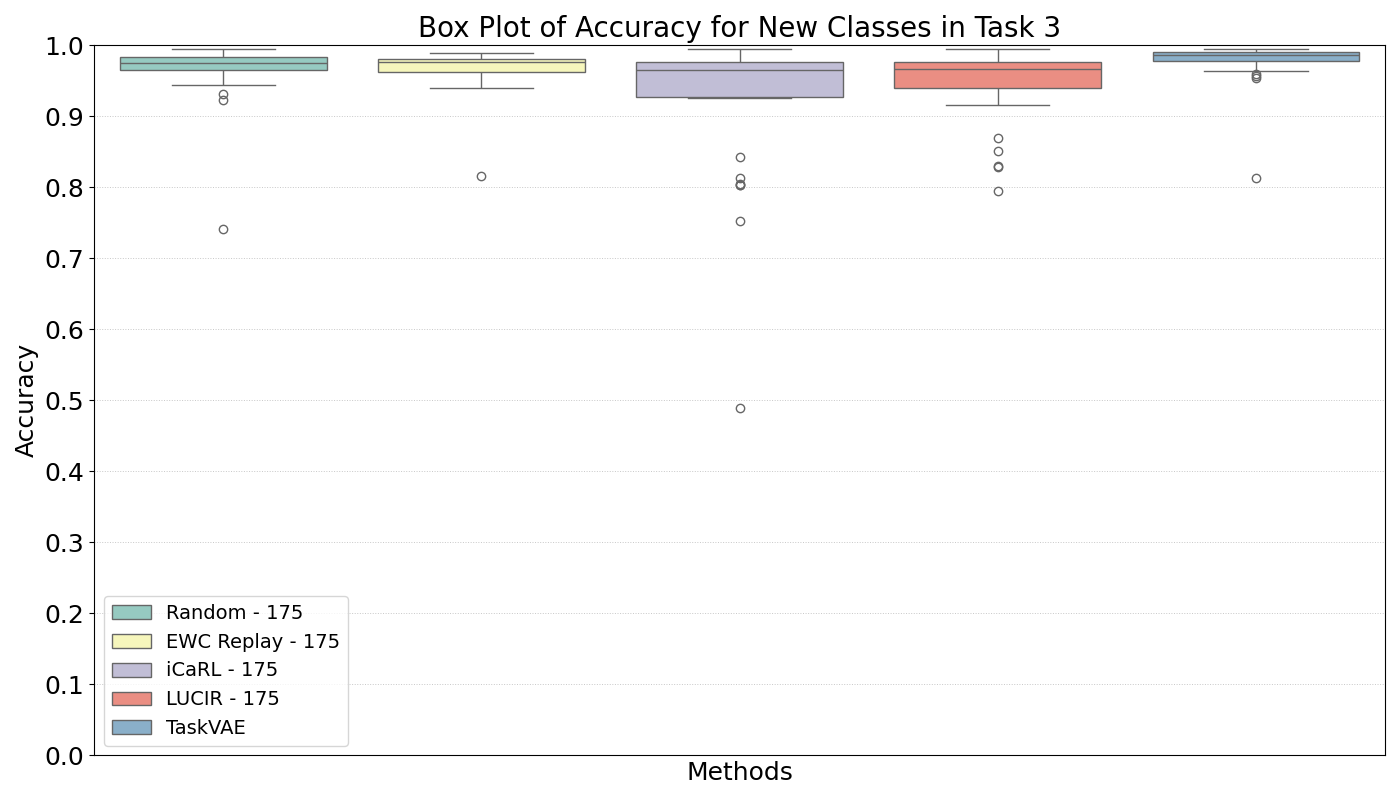 Box Plot of Accuracy for New Classes in Task 3
1.0
0.9
0.8
0.7
0.6
0.5
0.4
0.3
0.2
0.1
0.0
Accuracy
Random - 175
EWC Replay - 175
iCaRL - 175
LUCIR - 175
TaskVAE
Methods